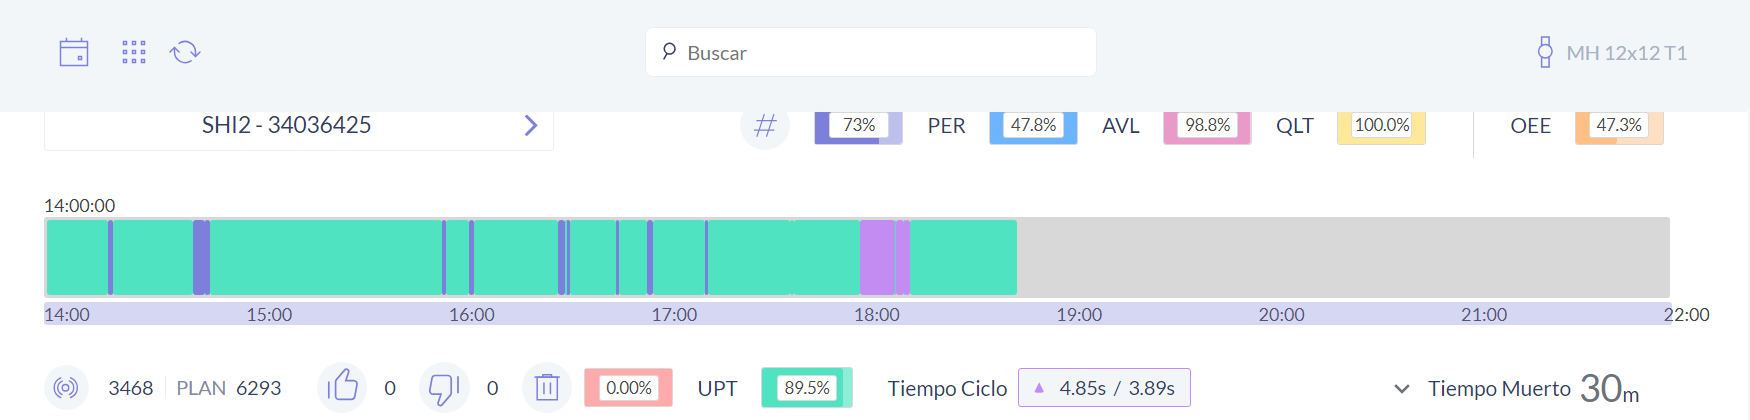 Buscar
MH 12x12 T1
SHI2 - 34036425
# 73% PER 47.8% AVL 98.8% QLT 100.0% OEE 47.3%
14:00:00
14:00 15:00 16:00 17:00 18:00 19:00 20:00 21:00 22:00
3468 PLAN 6293 0 0 0.00% UPT 89.5% Tiempo Ciclo 4.85s / 3.89s Tiempo Muerto 30m